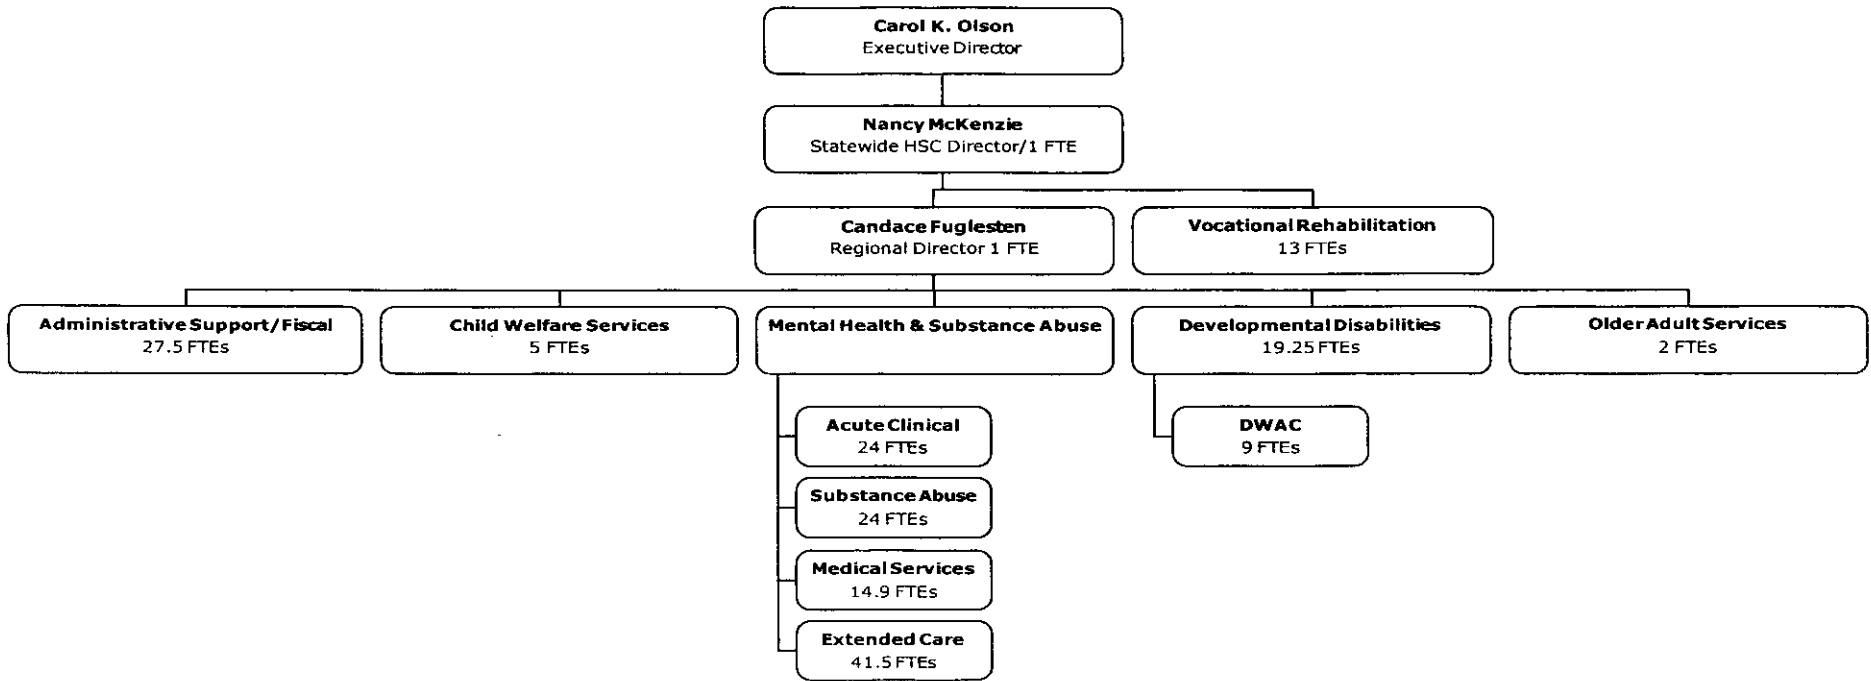 Carol K. Olson
Executive Director
Nancy McKenzie
Statewide HSC Director/1 FTE
Candace Fuglesten
Regional Director 1 FTE
Vocational Rehabilitation
13 FTEs
Administrative Support/Fiscal
27.5 FTEs
Child Welfare Services
5 FTEs
Mental Health & Substance Abuse
Developmental Disabilities
19.25 FTEs
Older Adult Services
2 FTEs
Acute Clinical
24 FTEs
Substance Abuse
24 FTEs
Medical Services
14.9 FTEs
Extended Care
41.5 FTEs
DWAC
9 FTEs